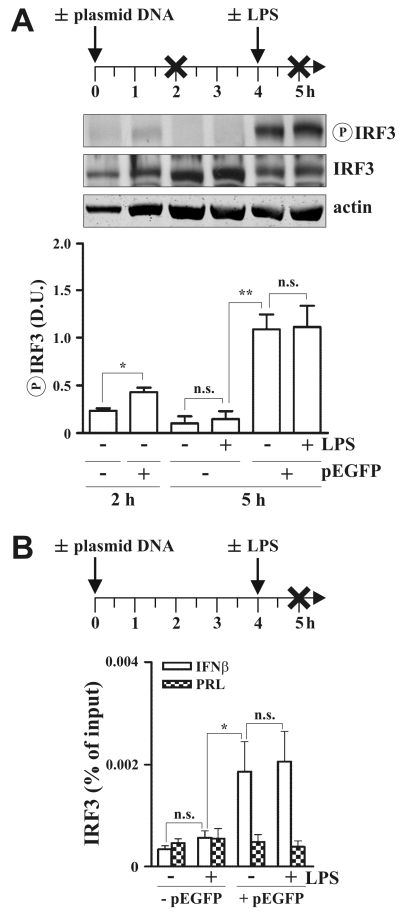 A
± plasmid DNA ± LPS
0 1 2 3 4 5 h
Ⓟ IRF3
IRF3
actin
Ⓟ IRF3 (D.U.)
2.0
1.5
1.0
0.5
0
* n.s. ** n.s.
- - - + - + LPS
- + - + pEGFP
2 h 5 h
B
± plasmid DNA ± LPS
0 1 2 3 4 5 h
IRF3 (% of input)
0.004
0.002
0
IFNβ
PRL
n.s. * n.s.
- + - + LPS
- pEGFP + pEGFP